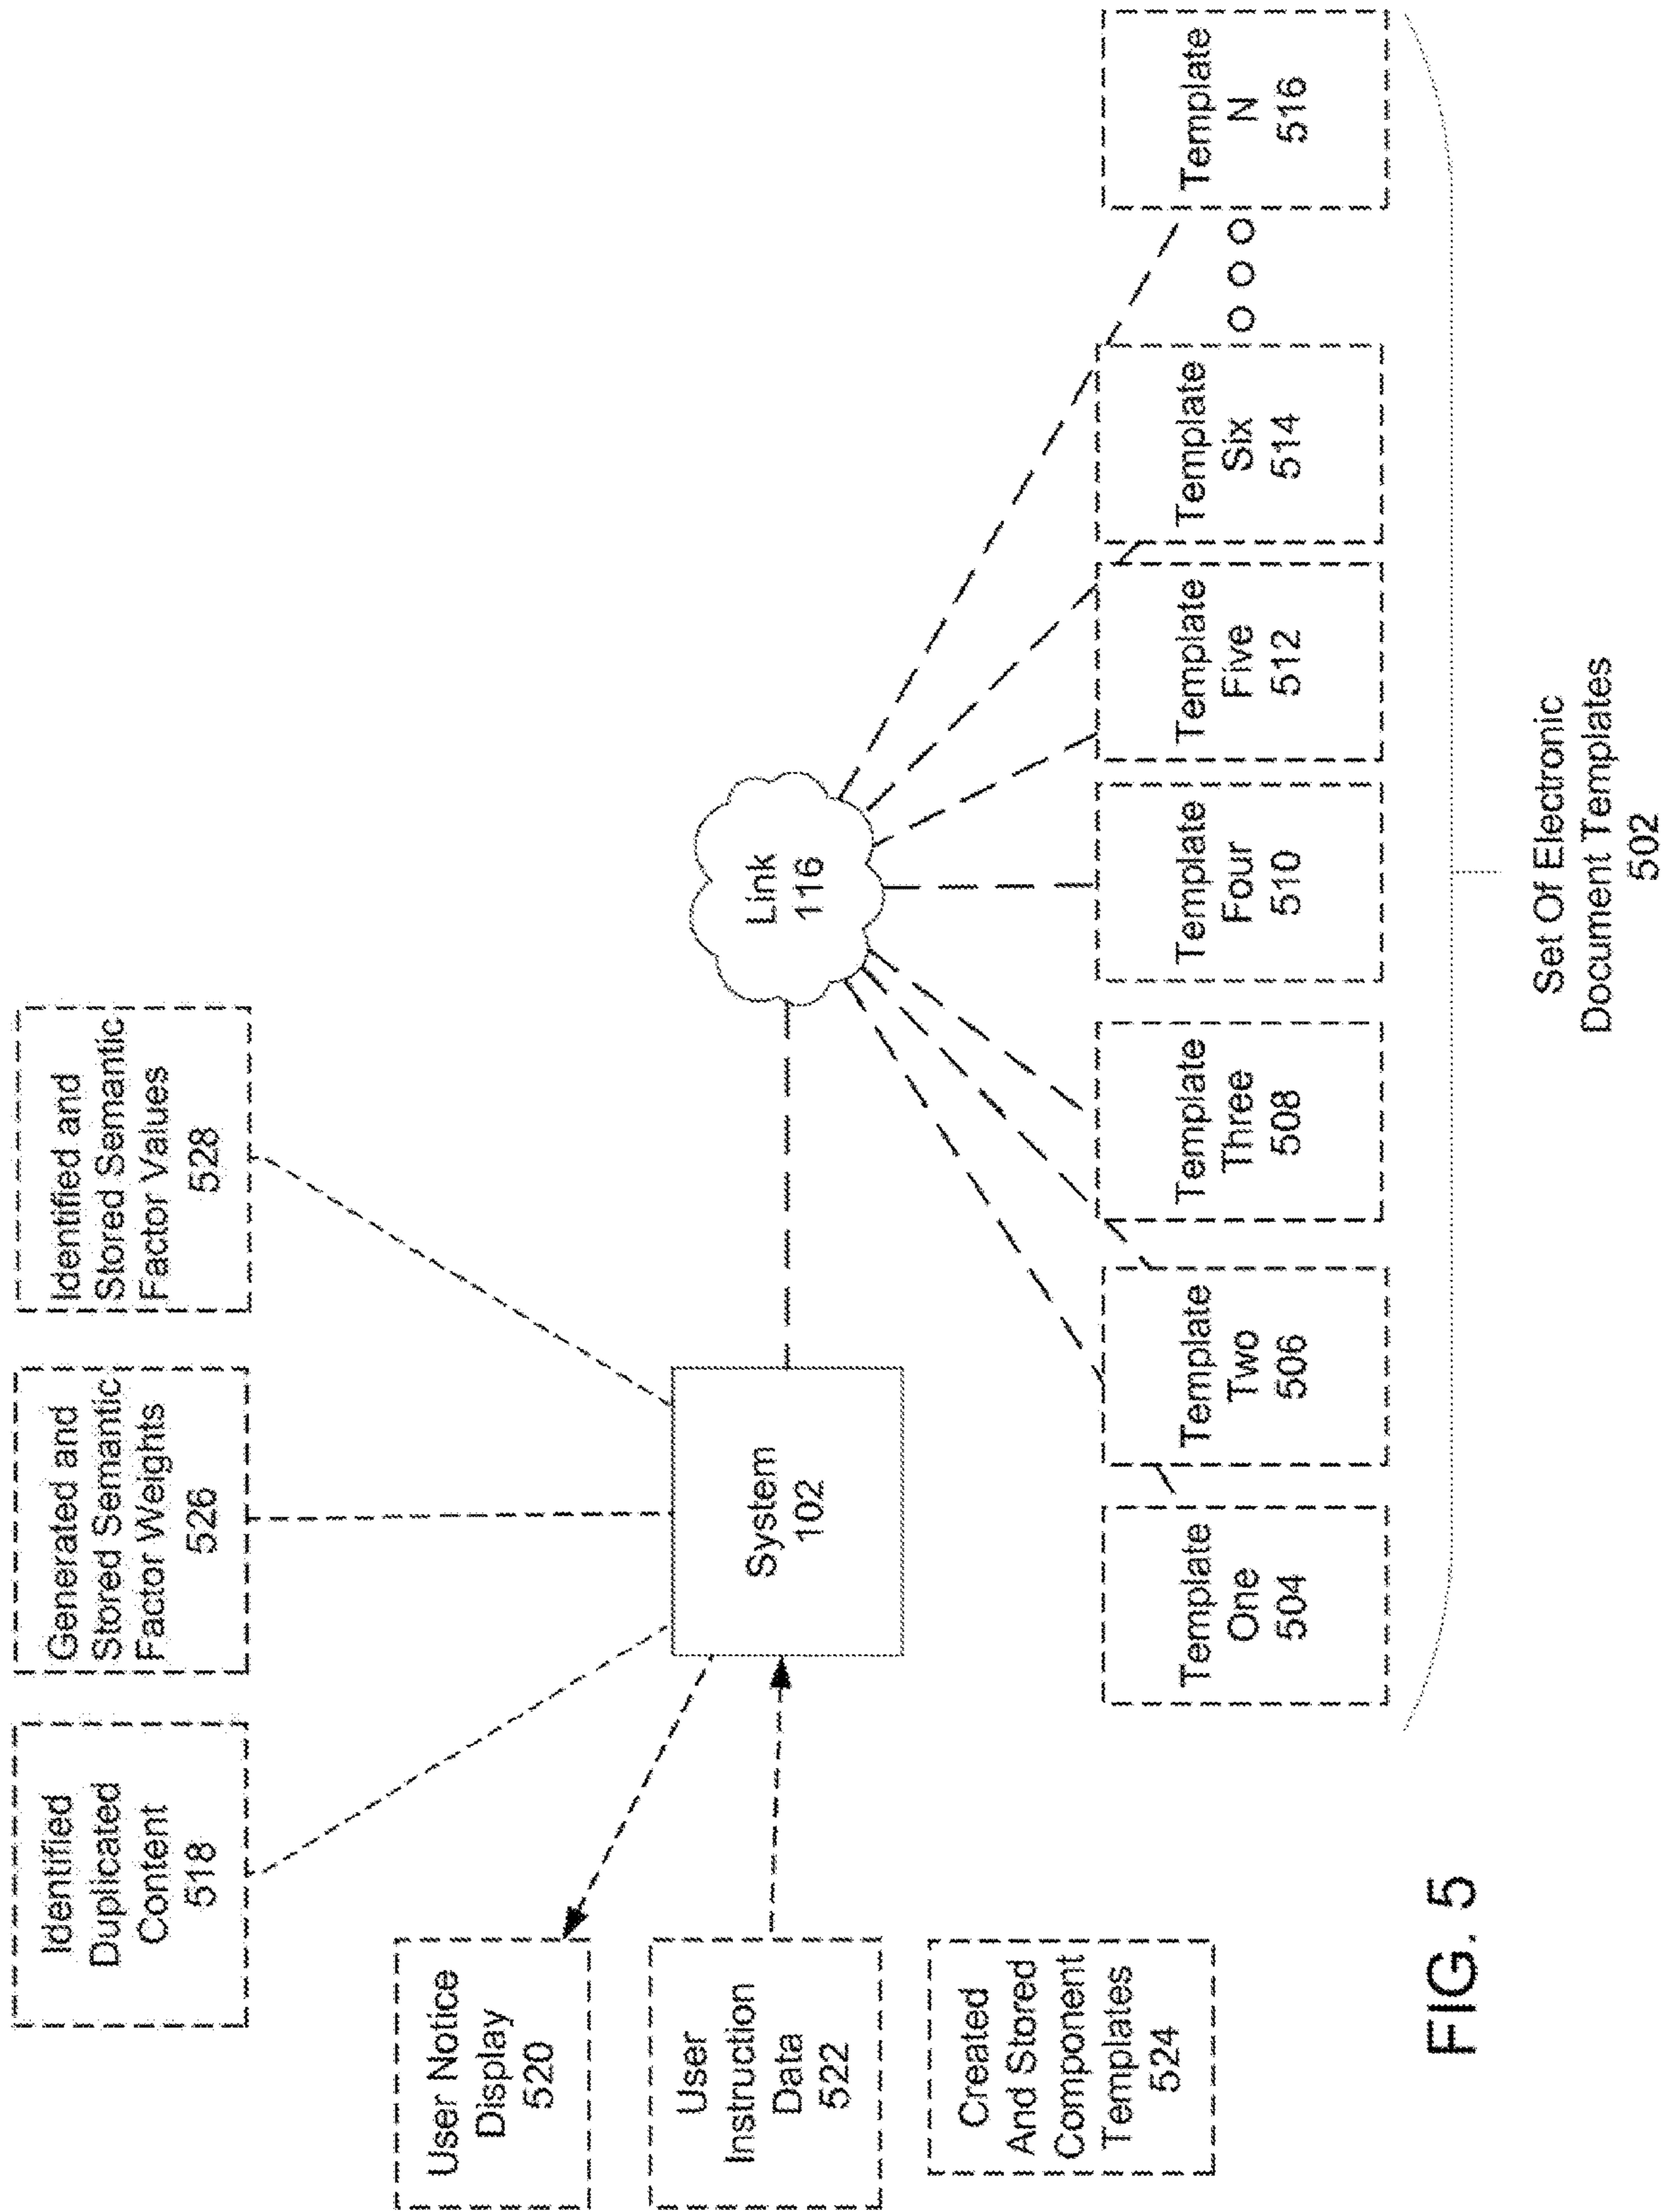 Identified
Duplicated
Content
518
Generated and
Stored Semantic
Factor Weights
526
Identified and
Stored Semantic
Factor Values
528
User Notice
Display
520
User
Instruction
Data
522
Created
And Stored
Component
Templates
524
System
102
Link
116
Template
One
504
Template
Two
506
Template
Three
508
Template
Four
510
Template
Five
512
Template
Six
514
Template
N
516
Set Of Electronic
Document Templates
502
FIG. 5